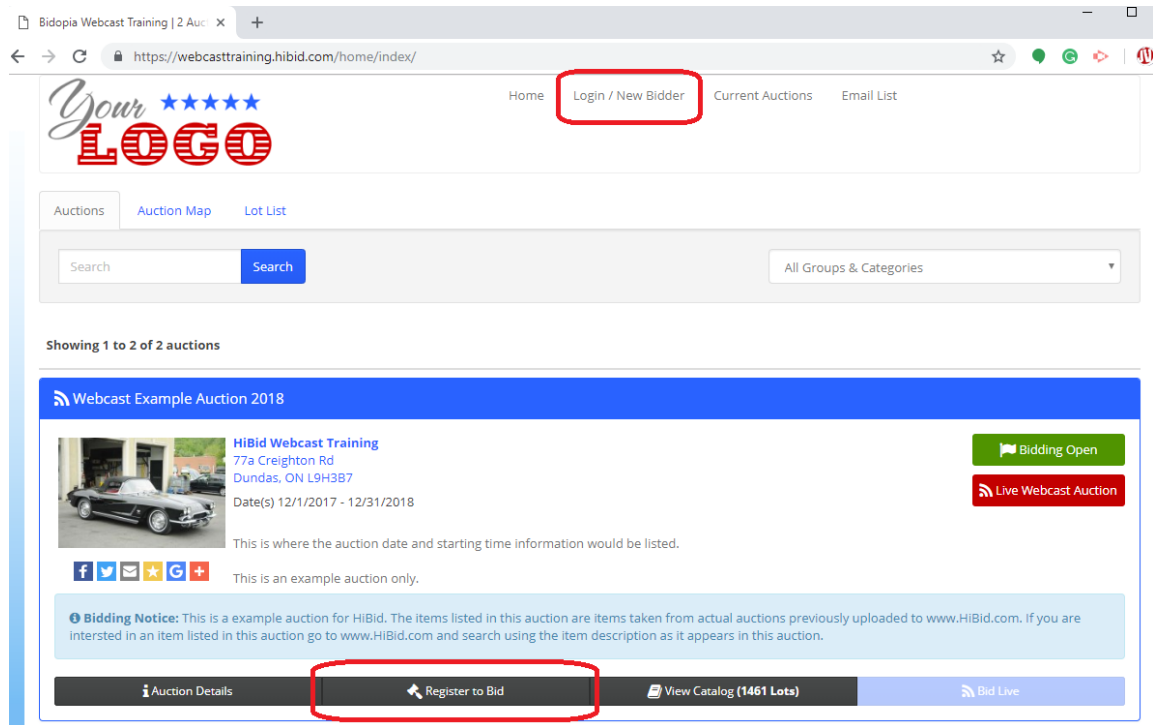 Bidopia Webcast Training | 2 Auc
https://webcasttraining.hibid.com/home/index/
Your
LOGO
Home Login / New Bidder Current Auctions Email List
Auctions Auction Map Lot List
Search Search All Groups & Categories
Showing 1 to 2 of 2 auctions
Webcast Example Auction 2018
HiBid Webcast Training
77a Creighton Rd
Dundas, ON L9H3B7
Date(s) 12/1/2017 - 12/31/2018
Bidding Open
Live Webcast Auction
This is where the auction date and starting time information would be listed.
This is an example auction only.
Bidding Notice: This is a example auction for HiBid. The items listed in this auction are items taken from actual auctions previously uploaded to www.HiBid.com. If you are
intersted in an item listed in this auction go to www.HiBid.com and search using the item description as it appears in this auction.
Auction Details Register to Bid View Catalog (1461 Lots) Bid Live